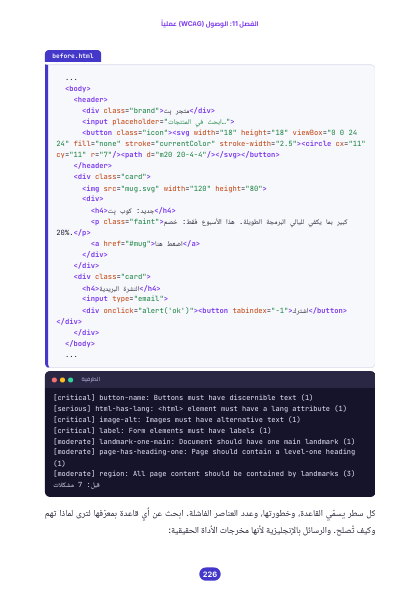 الفصل 11: الوصول (WCAG) عملياً
before.html
...
<body>
<header>
<div class="brand">متجر بِت</div>
<input placeholder="ابحث في المنتجات…">
<button class="icon"><svg width="18" height="18" viewBox="0 0 24
24" fill="none" stroke="currentColor" stroke-width="2.5"><circle cx="11"
cy="11" r="7"/><path d="m20 20-4-4"/></svg></button>
</header>
<div class="card">
<img src="mug.svg" width="120" height="80">
<div>
<h4>جديد: كوب بِت</h4>
<p class="faint">كبير بما يكفي لليالي البرمجة الطويلة. هذا الأسبوع فقط: خصم
20%.</p>
<a href="#mug">اضغط هنا</a>
</div>
</div>
<div class="card">
<h4>النشرة البريدية</h4>
<input type="email">
<div onclick="alert('ok')"><button tabindex="-1">اشترك</button>
</div>
</div>
</body>
...
الطرفية
[critical] button-name: Buttons must have discernible text (1)
[serious] html-has-lang: <html> element must have a lang attribute (1)
[critical] image-alt: Images must have alternative text (1)
[critical] label: Form elements must have labels (1)
[moderate] landmark-one-main: Document should have one main landmark (1)
[moderate] page-has-heading-one: Page should contain a level-one heading
(1)
[moderate] region: All page content should be contained by landmarks (3)
قبل: 7 مشكلات
كل سطر يسمّي القاعدة، وخطورتها، وعدد العناصر الفاشلة. ابحث عن أي قاعدة بمعرّفها لترى لماذا تهم
وكيف تُصلَح. والرسائل بالإنجليزية لأنها مخرجات الأداة الحقيقية:
226